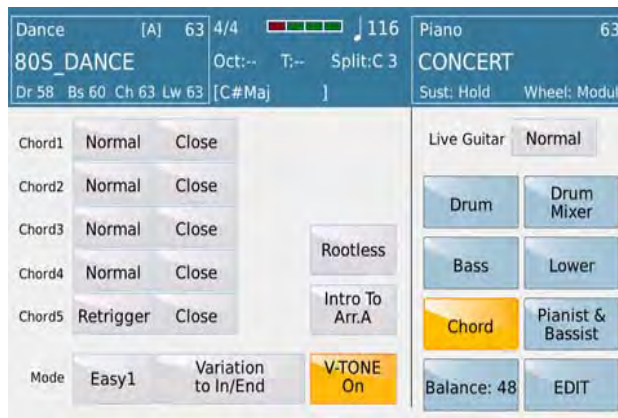 Dance [A] 63 4/4 116 Piano 63
80S_DANCE Oct:-- T:-- Split:C 3 CONCERT
Dr 58 Bs 60 Ch 63 Lw 63 [C#Maj ] Sust: Hold Wheel: Modul
Chord1 Normal Close
Chord2 Normal Close
Chord3 Normal Close
Chord4 Normal Close
Chord5 Retrigger Close
Rootless
Intro To
Arr.A
Mode Easy1 Variation
to In/End
V-TONE
On
Live Guitar Normal
Drum
Drum
Mixer
Bass
Lower
Chord
Pianist &
Bassist
Balance: 48
EDIT